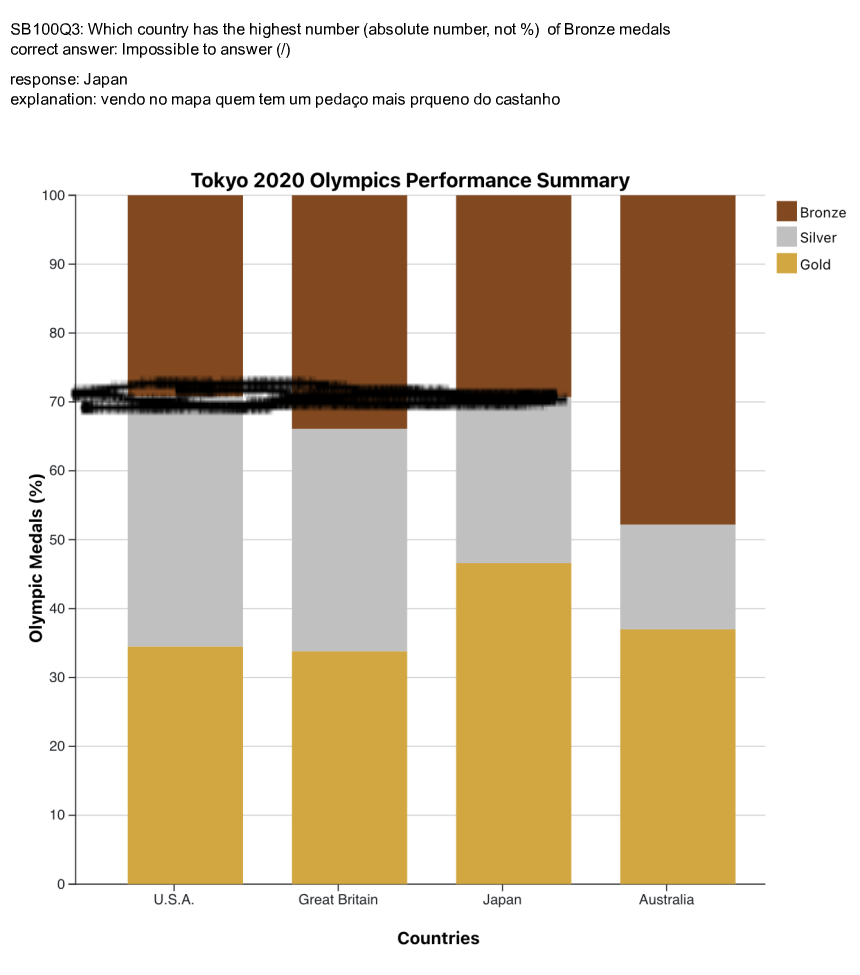 SB100Q3: Which country has the highest number (absolute number, not %)  of Bronze medals
correct answer: Impossible to answer (/)
response: Japan
explanation: vendo no mapa quem tem um pedaço mais prqueno do castanho
Tokyo 2020 Olympics Performance Summary
100
90
80
70
60
50
40
30
20
10
0
Olympic Medals (%)
Bronze
Silver
Gold
U.S.A.
Great Britain
Japan
Australia
Countries